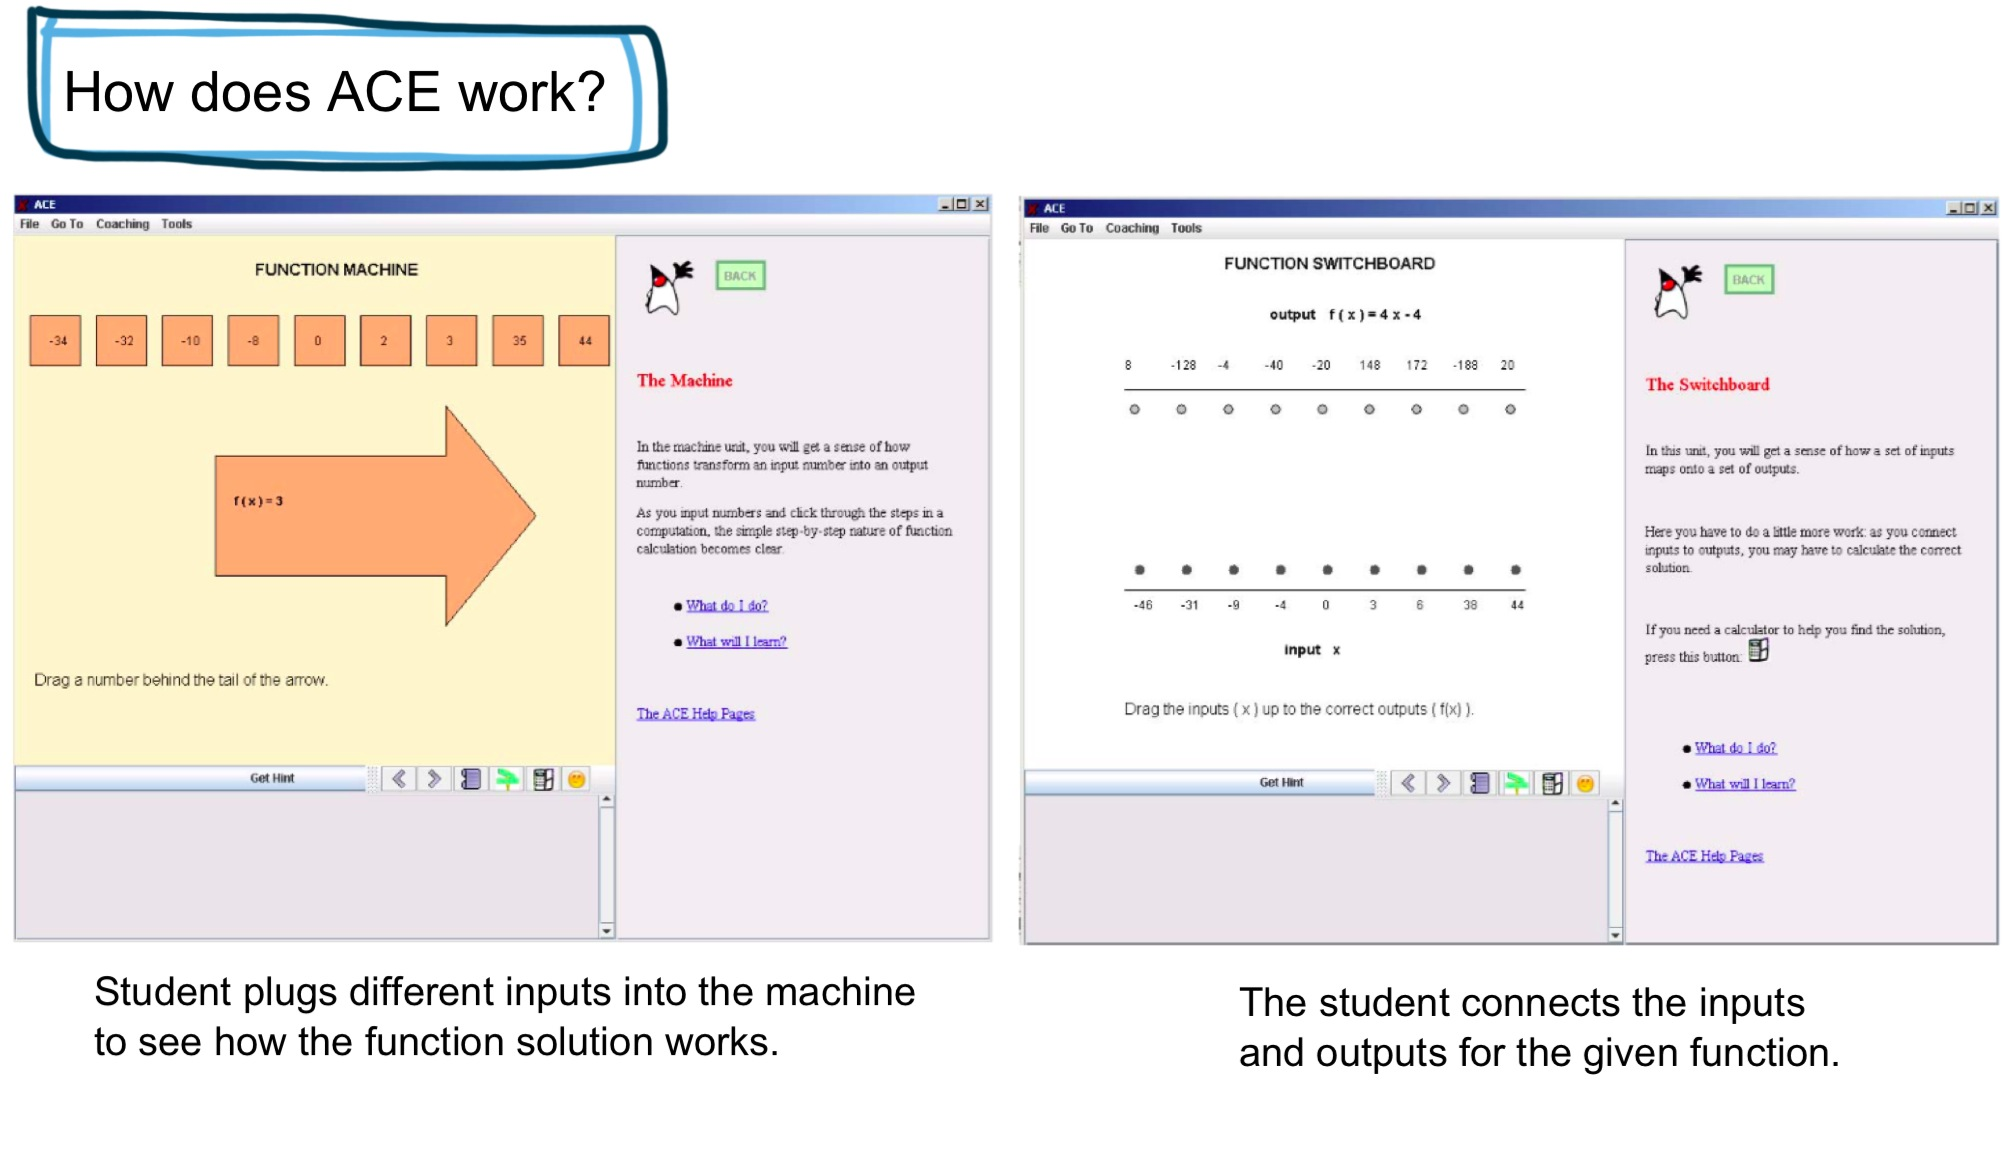 How does ACE work?
ACE
File Go To Coaching Tools
FUNCTION MACHINE
-34 -32 -10 -8 0 2 3 35 44
f ( x ) = 3
Drag a number behind the tail of the arrow.
Get Hint
BACK
The Machine
In the machine unit, you will get a sense of how
functions transform an input number into an output
number.
As you input numbers and click through the steps in a
computation, the simple step-by-step nature of function
calculation becomes clear.
What do I do?
What will I learn?
The ACE Help Pages
Student plugs different inputs into the machine
to see how the function solution works.
ACE
File Go To Coaching Tools
FUNCTION SWITCHBOARD
output f ( x ) = 4 x - 4
8 -128 -4 -40 -20 148 172 -188 20
-46 -31 -9 -4 0 3 6 38 44
input x
Drag the inputs ( x ) up to the correct outputs ( f(x) ).
Get Hint
BACK
The Switchboard
In this unit, you will get a sense of how a set of inputs
maps onto a set of outputs.
Here you have to do a little more work: as you connect
inputs to outputs, you may have to calculate the correct
solution.
If you need a calculator to help you find the solution,
press this button:
What do I do?
What will I learn?
The ACE Help Pages
The student connects the inputs
and outputs for the given function.